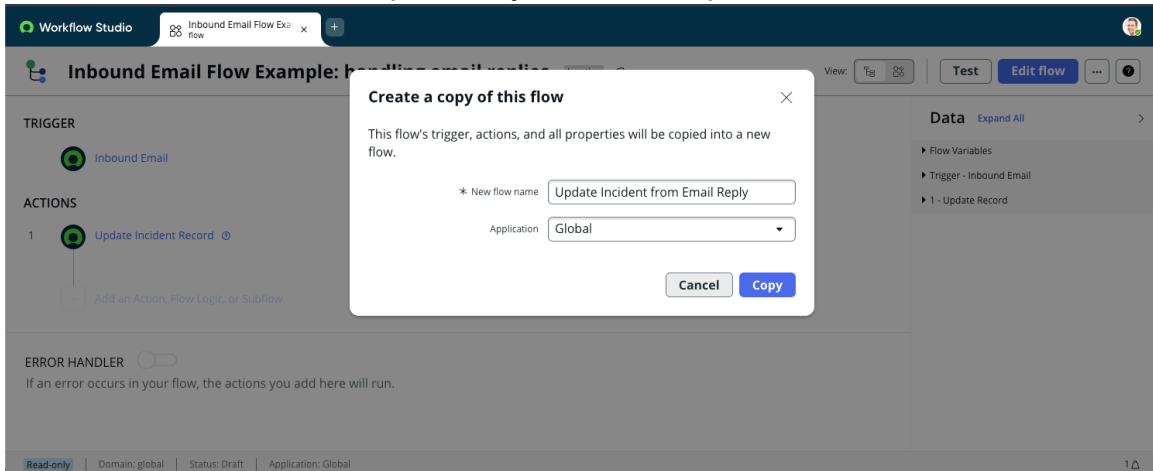 Workflow Studio
Inbound Email Flow Exa
flow
Inbound Email Flow Example: handling email replies
View:
Test
Edit flow
Create a copy of this flow
This flow's trigger, actions, and all properties will be copied into a new
flow.
* New flow name Update Incident from Email Reply
Application Global
Cancel
Copy
TRIGGER
Inbound Email
ACTIONS
1 Update Incident Record
Add an Action, Flow Logic, or Subflow
ERROR HANDLER
If an error occurs in your flow, the actions you add here will run.
Data Expand All
Flow Variables
Trigger - Inbound Email
1 - Update Record
Read-only | Domain: global | Status: Draft | Application: Global
1